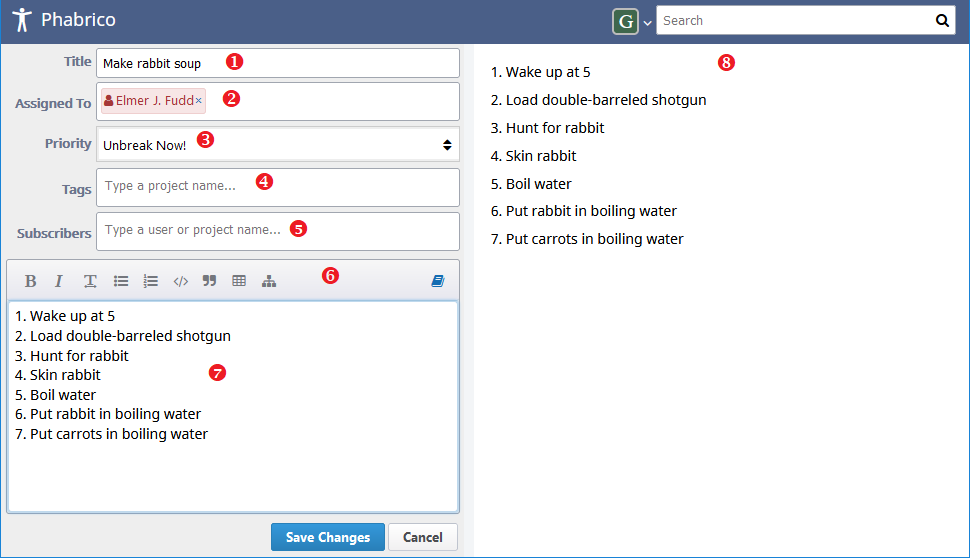 Phabrico
G
Search
Title
Make rabbit soup
1
Assigned To
Elmer J. Fudd×
2
Priority
Unbreak Now!
3
Tags
Type a project name...
4
Subscribers
Type a user or project name...
5
B I T </> 6
1. Wake up at 5
2. Load double-barreled shotgun
3. Hunt for rabbit
4. Skin rabbit
5. Boil water
6. Put rabbit in boiling water
7. Put carrots in boiling water
7
Save Changes
Cancel
8
1. Wake up at 5
2. Load double-barreled shotgun
3. Hunt for rabbit
4. Skin rabbit
5. Boil water
6. Put rabbit in boiling water
7. Put carrots in boiling water